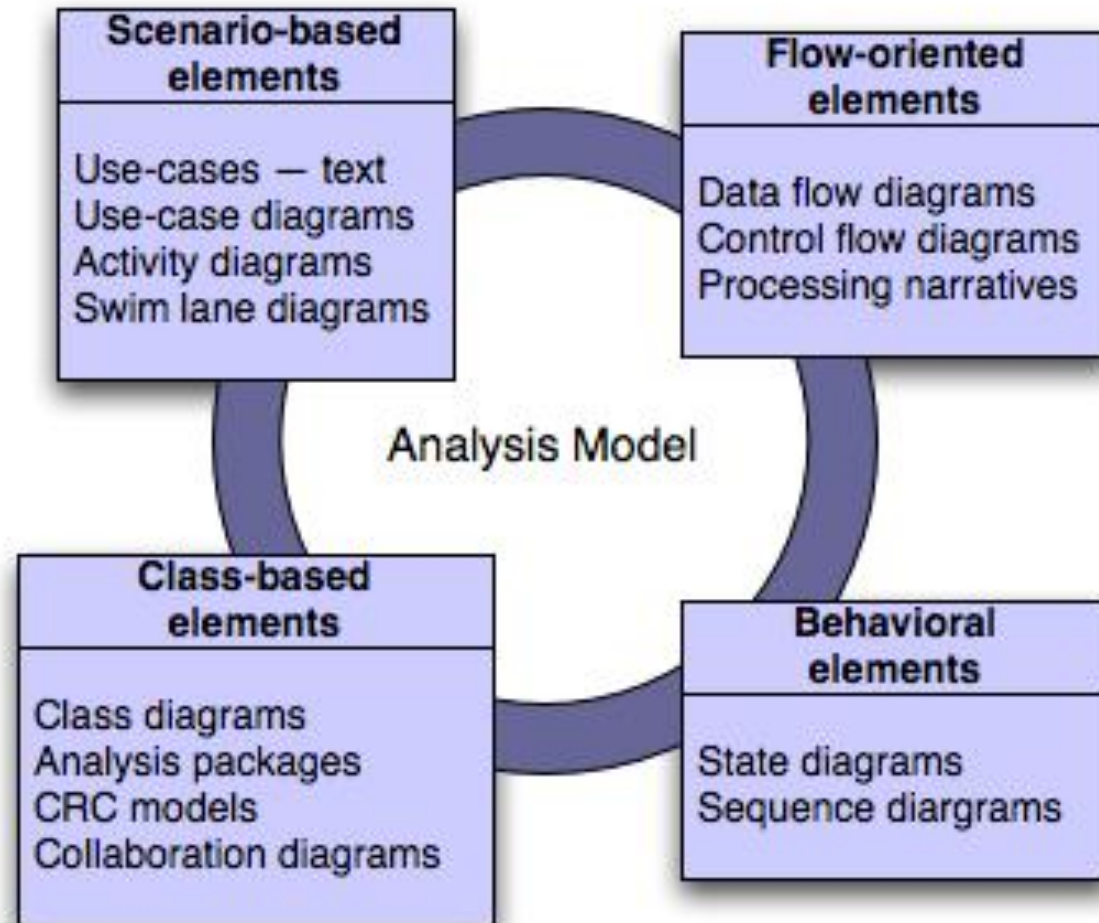 Scenario-based
elements
Use-cases — text
Use-case diagrams
Activity diagrams
Swim lane diagrams
Flow-oriented
elements
Data flow diagrams
Control flow diagrams
Processing narratives
Analysis Model
Class-based
elements
Class diagrams
Analysis packages
CRC models
Collaboration diagrams
Behavioral
elements
State diagrams
Sequence diargrams